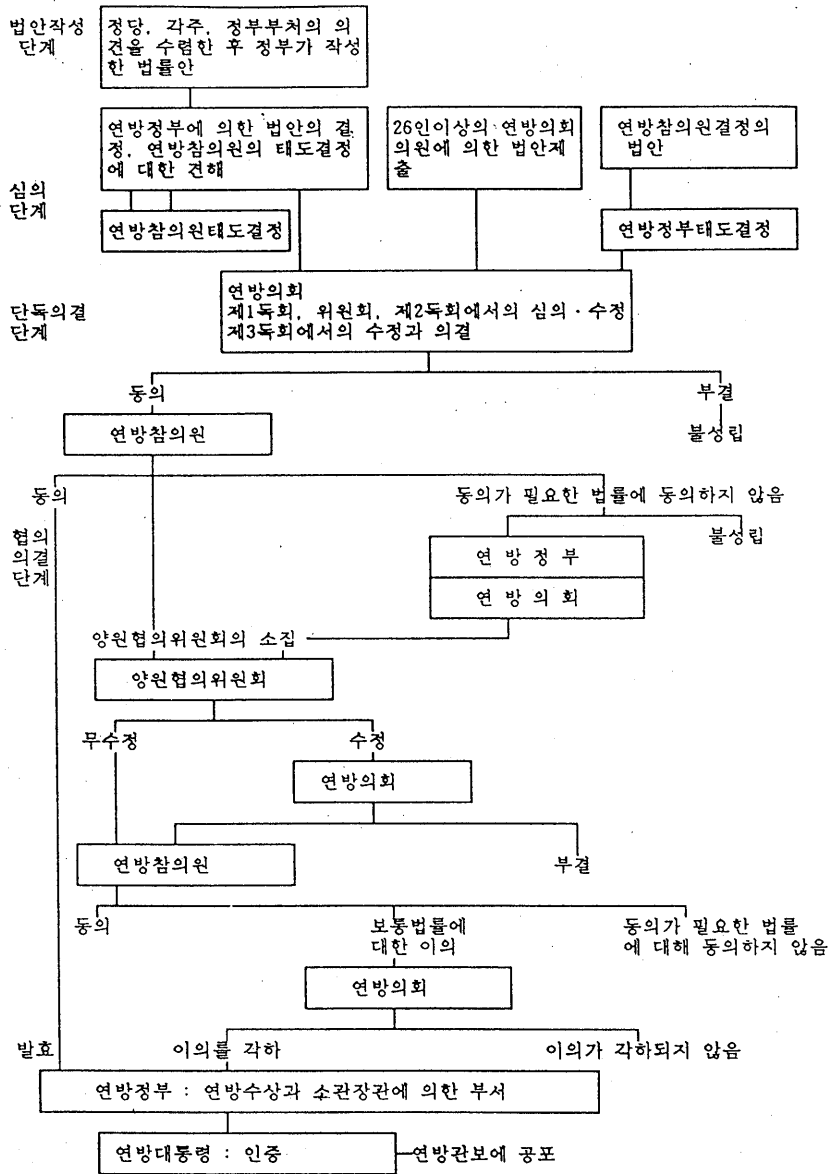 법안작성
단계
정당, 각주, 정부부처의 의
견을 수렴한 후 정부가 작성
한 법률안
연방정부에 의한 법안의 결
정, 연방참의원의 태도결정
에 대한 견해
26인이상의 연방의회
의원에 의한 법안제
출
연방참의원결정의
법안
심의
단계
연방참의원태도결정
연방정부태도결정
단독의결
단계
연방의회
제1독회, 위원회, 제2독회에서의 심의·수정
제3독회에서의 수정과 의결
동의
부결
연방참의원
불성립
동의
동의가 필요한 법률에 동의하지 않음
협의
의결
단계
불성립
연 방 정 부
연 방 의 회
양원협의위원회의 소집
양원협의위원회
무수정
수정
연방의회
연방참의원
부결
동의
보통법률에
대한 이의
동의가 필요한 법률
에 대해 동의하지 않음
연방의회
발효
이의를 각하
이의가 각하되지 않음
연방정부 : 연방수상과 소관장관에 의한 부서
연방대통령 : 인증
연방관보에 공포